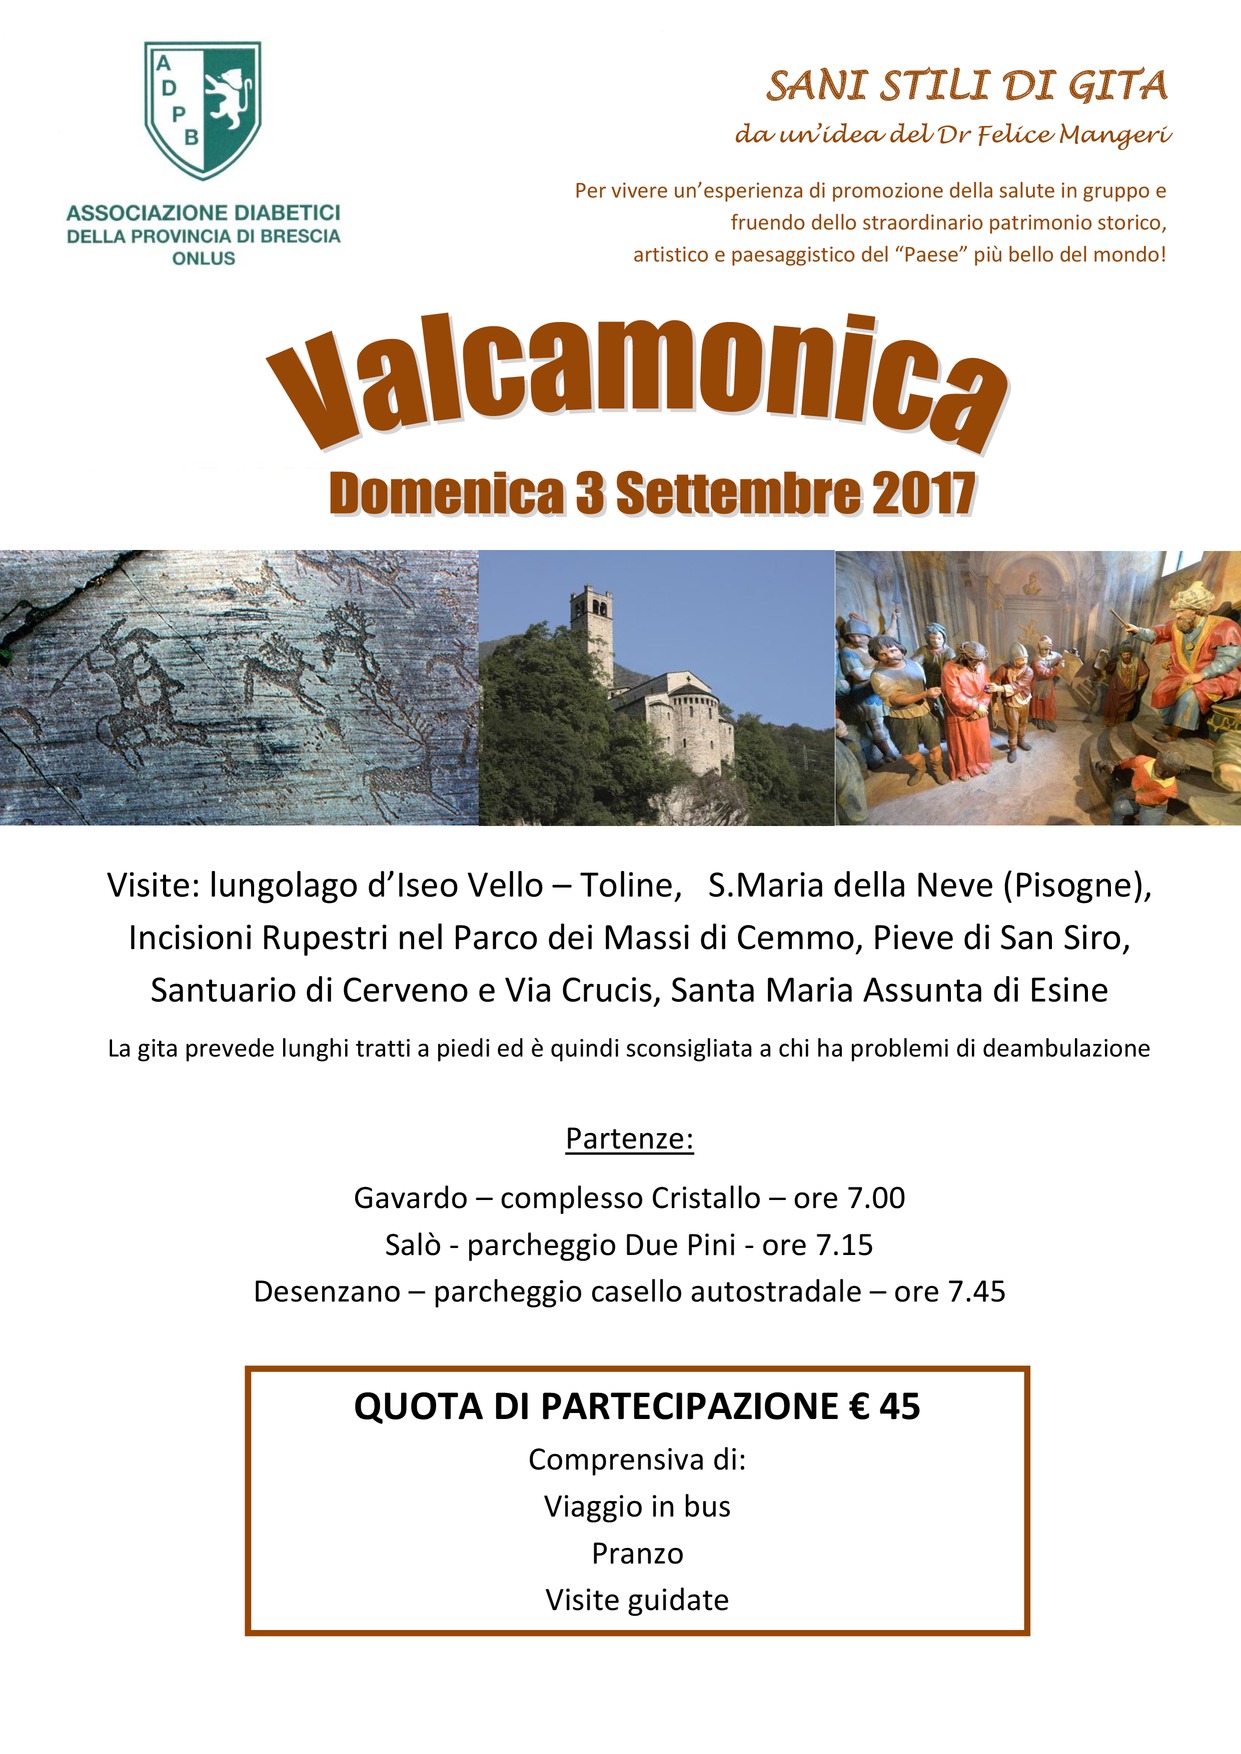 A
D
P
B
ASSOCIAZIONE DIABETICI
DELLA PROVINCIA DI BRESCIA
ONLUS
SANI STILI DI GITA
da un'idea del Dr Felice Mangeri
Per vivere un'esperienza di promozione della salute in gruppo e
fruendo dello straordinario patrimonio storico,
artistico e paesaggistico del “Paese” più bello del mondo!
Valcamonica
Domenica 3 Settembre 2017
Visite: lungolago d'Iseo Vello – Toline, S.Maria della Neve (Pisogne),
Incisioni Rupestri nel Parco dei Massi di Cemmo, Pieve di San Siro,
Santuario di Cerveno e Via Crucis, Santa Maria Assunta di Esine
La gita prevede lunghi tratti a piedi ed è quindi sconsigliata a chi ha problemi di deambulazione
Partenze:
Gavardo – complesso Cristallo – ore 7.00
Salò - parcheggio Due Pini - ore 7.15
Desenzano – parcheggio casello autostradale – ore 7.45
QUOTA DI PARTECIPAZIONE € 45
Comprensiva di:
Viaggio in bus
Pranzo
Visite guidate